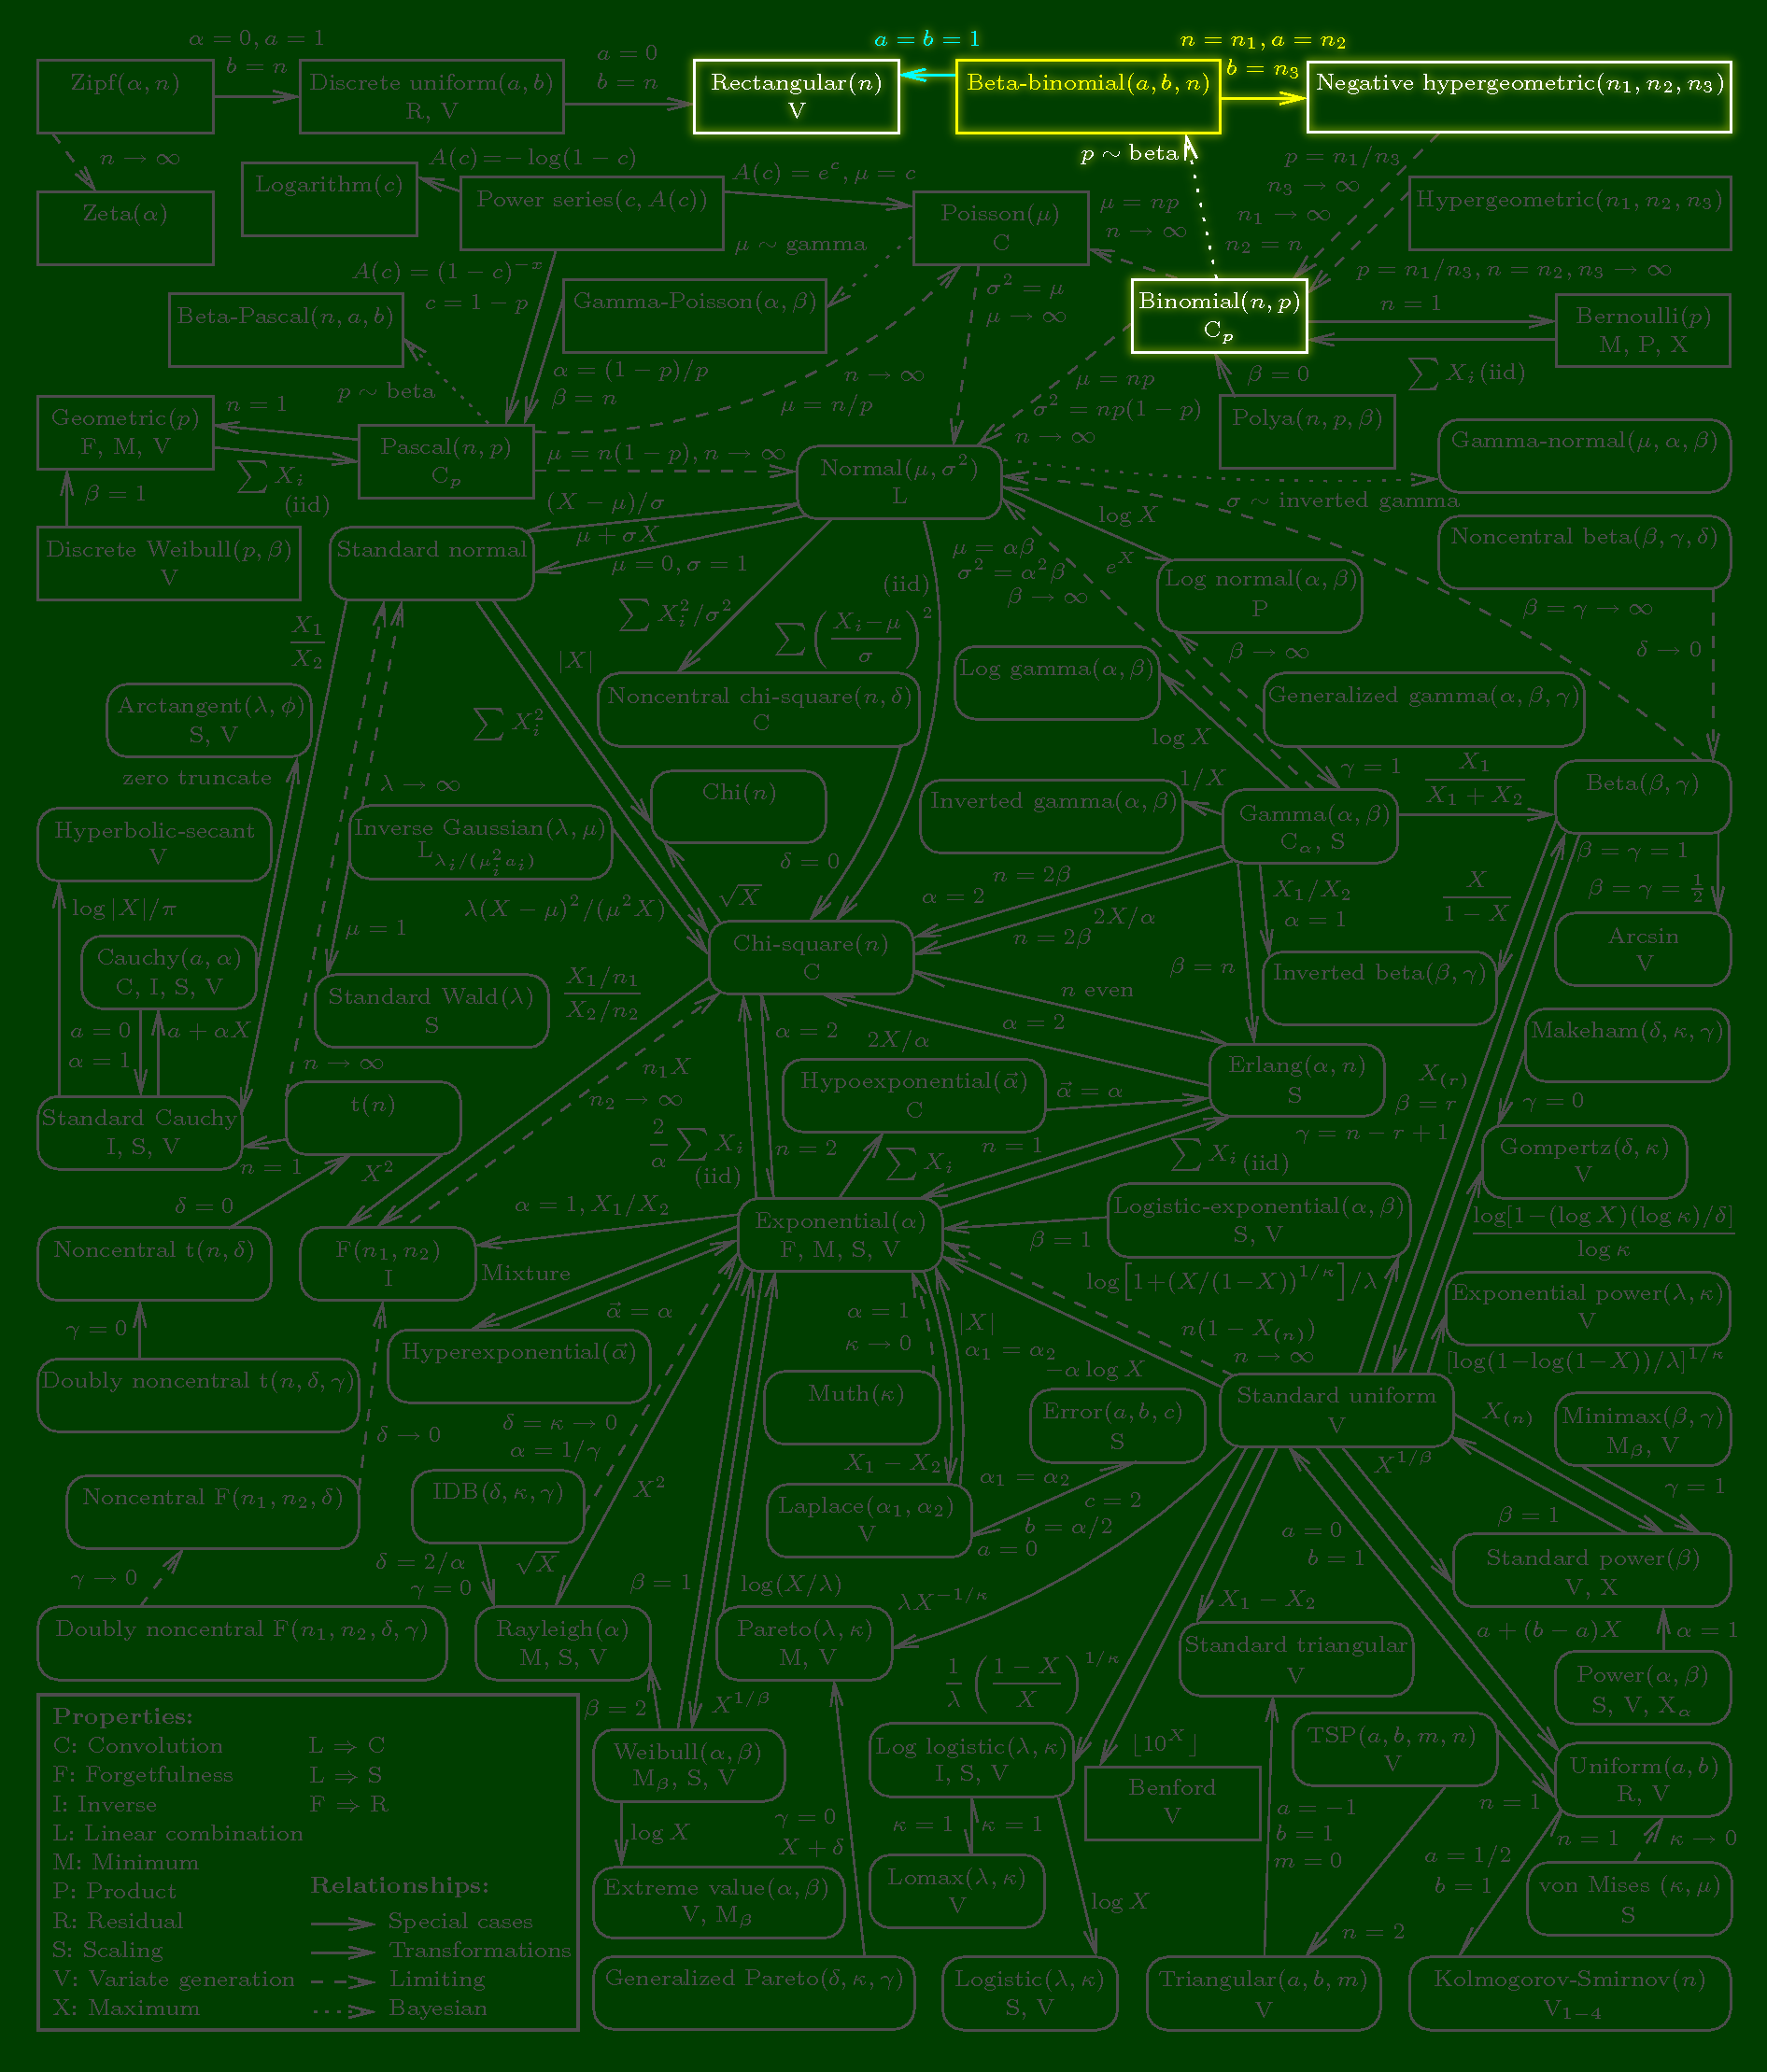 α = 0, a = 1
b = n
a = 0
b = n
a = b = 1
n = n₁, a = n₂
b = n₃
Zipf(α, n)
Discrete uniform(a, b)
R, V
Rectangular(n)
V
Beta-binomial(a, b, n)
Negative hypergeometric(n₁, n₂, n₃)
n → ∞
A(c) = − log(1 − c)
A(c) = eᶜ, μ = c
p ∼ beta
p = n₁/n₃
n₃ → ∞
n₁ → ∞
n₂ = n
Zeta(α)
Logarithm(c)
Power series(c, A(c))
Poisson(μ)
C
μ = np
n → ∞
Hypergeometric(n₁, n₂, n₃)
μ ∼ gamma
A(c) = (1 − c)⁻ˣ
c = 1 − p
σ² = μ
μ → ∞
p = n₁/n₃, n = n₂, n₃ → ∞
Beta-Pascal(n, a, b)
Gamma-Poisson(α, β)
Binomial(n, p)
Cₚ
n = 1
Bernoulli(p)
M, P, X
∑ Xᵢ (iid)
p ∼ beta
α = (1 − p)/p
β = n
n → ∞
μ = n/p
μ = np
σ² = np(1 − p)
n → ∞
β = 0
Polya(n, p, β)
Geometric(p)
F, M, V
n = 1
∑ Xᵢ
(iid)
Pascal(n, p)
Cₚ
μ = n(1 − p), n → ∞
Normal(μ, σ²)
L
Gamma-normal(μ, α, β)
σ ∼ inverted gamma
β = 1
Discrete Weibull(p, β)
V
(X − μ)/σ
μ + σX
μ = 0, σ = 1
Standard normal
log X
e^X
μ = αβ
σ² = α²β
β → ∞
Noncentral beta(β, γ, δ)
Log normal(α, β)
P
(iid)
∑ Xᵢ²/σ²
∑ ((Xᵢ−μ)/σ)²
β = γ → ∞
δ → 0
X₁
X₂
|X|
∑ Xᵢ²
Noncentral chi-square(n, δ)
C
Log gamma(α, β)
β → ∞
Generalized gamma(α, β, γ)
log X
Arctangent(λ, φ)
S, V
zero truncate
λ → ∞
Chi(n)
Inverted gamma(α, β)
1/X
γ = 1
Gamma(α, β)
C_α, S
X₁
X₁ + X₂
Beta(β, γ)
Hyperbolic-secant
V
Inverse Gaussian(λ, μ)
L_{λᵢ/(μᵢ²aᵢ)}
δ = 0
β = γ = 1
β = γ = ½
log |X|/π
μ = 1
λ(X − μ)²/(μ²X)
√X
α = 2
n = 2β
2X/α
n = 2β
X₁/X₂
α = 1
X
1 − X
Arcsin
V
Cauchy(a, α)
C, I, S, V
Standard Wald(λ)
S
Chi-square(n)
C
β = n
Inverted beta(β, γ)
X₁/n₁
X₂/n₂
n even
α = 2
α = 2
2X/α
a = 0
α = 1
a + αX
n → ∞
n₁X
n₂ → ∞
Hypoexponential(α⃗)
C
α⃗ = α
Erlang(α, n)
S
Makeham(δ, κ, γ)
γ = 0
X₍ᵣ₎
β = r
γ = n − r + 1
Standard Cauchy
I, S, V
t(n)
n = 1
X²
2/α ∑ Xᵢ
(iid)
n = 2
∑ Xᵢ
n = 1
∑ Xᵢ (iid)
Gompertz(δ, κ)
V
log[1−(log X)(log κ)/δ]
log κ
δ = 0
α = 1, X₁/X₂
Exponential(α)
F, M, S, V
Logistic-exponential(α, β)
S, V
β = 1
Noncentral t(n, δ)
F(n₁, n₂)
I
Mixture
α⃗ = α
log[1+(X/(1−X))^{1/κ}]/λ
Exponential power(λ, κ)
V
[log(1−log(1−X))/λ]^{1/κ}
γ = 0
Hyperexponential(α⃗)
α = 1
κ → 0
|X|
α₁ = α₂
n(1 − X₍ₙ₎)
n → ∞
−α log X
Doubly noncentral t(n, δ, γ)
Muth(κ)
Error(a, b, c)
S
Standard uniform
V
X₍ₙ₎
Minimax(β, γ)
M_β, V
δ → 0
δ = κ → 0
α = 1/γ
X²
X₁ − X₂
α₁ = α₂
c = 2
b = α/2
a = 0
X^{1/β}
γ = 1
β = 1
Noncentral F(n₁, n₂, δ)
IDB(δ, κ, γ)
Laplace(α₁, α₂)
V
a = 0
b = 1
Standard power(β)
V, X
γ → 0
δ = 2/α
γ = 0
√X
β = 1
log(X/λ)
λX^{−1/κ}
X₁ − X₂
a + (b − a)X
α = 1
Doubly noncentral F(n₁, n₂, δ, γ)
Rayleigh(α)
M, S, V
Pareto(λ, κ)
M, V
Standard triangular
V
Power(α, β)
S, V, X_α
β = 2
X^{1/β}
1/λ ((1 − X)/X)^{1/κ}
⌊10^X⌋
Weibull(α, β)
M_β, S, V
Log logistic(λ, κ)
I, S, V
Benford
V
TSP(a, b, m, n)
V
Uniform(a, b)
R, V
log X
γ = 0
X + δ
κ = 1
κ = 1
a = −1
b = 1
m = 0
n = 1
n = 1
κ → 0
a = 1/2
b = 1
Extreme value(α, β)
V, M_β
Lomax(λ, κ)
V
log X
n = 2
von Mises (κ, μ)
S
Generalized Pareto(δ, κ, γ)
Logistic(λ, κ)
S, V
Triangular(a, b, m)
V
Kolmogorov-Smirnov(n)
V₁₋₄
Properties:
C: Convolution
L ⇒ C
F: Forgetfulness
L ⇒ S
I: Inverse
F ⇒ R
L: Linear combination
M: Minimum
P: Product
R: Residual
S: Scaling
V: Variate generation
X: Maximum
Relationships:
Special cases
Transformations
Limiting
Bayesian